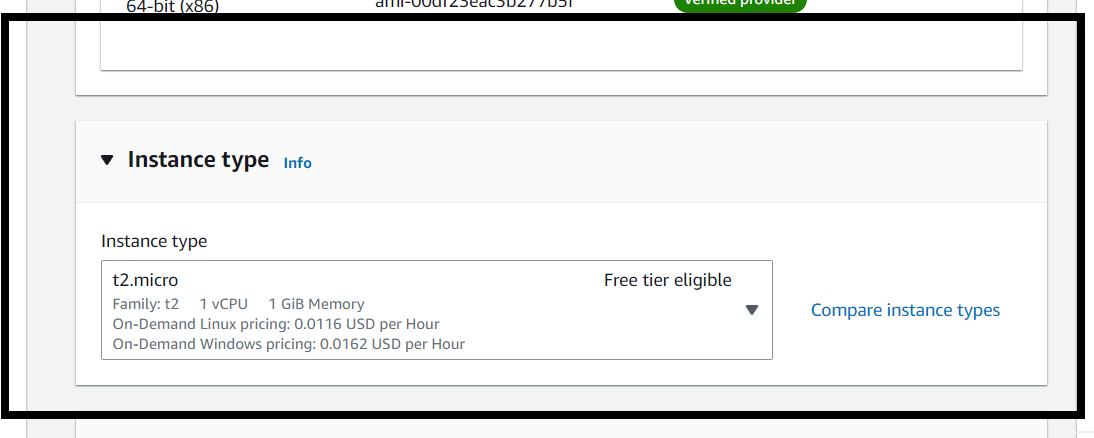 64-bit (x86)
Verified provider
Instance type Info
Instance type
t2.micro Free tier eligible
Family: t2 1 vCPU 1 GiB Memory
On-Demand Linux pricing: 0.0116 USD per Hour
On-Demand Windows pricing: 0.0162 USD per Hour
Compare instance types